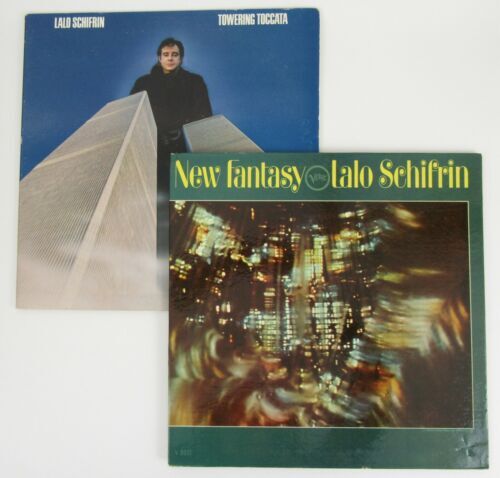 LALO SCHIFRIN
TOWERING TOCCATA
New Fantasy Verve Lalo Schifrin